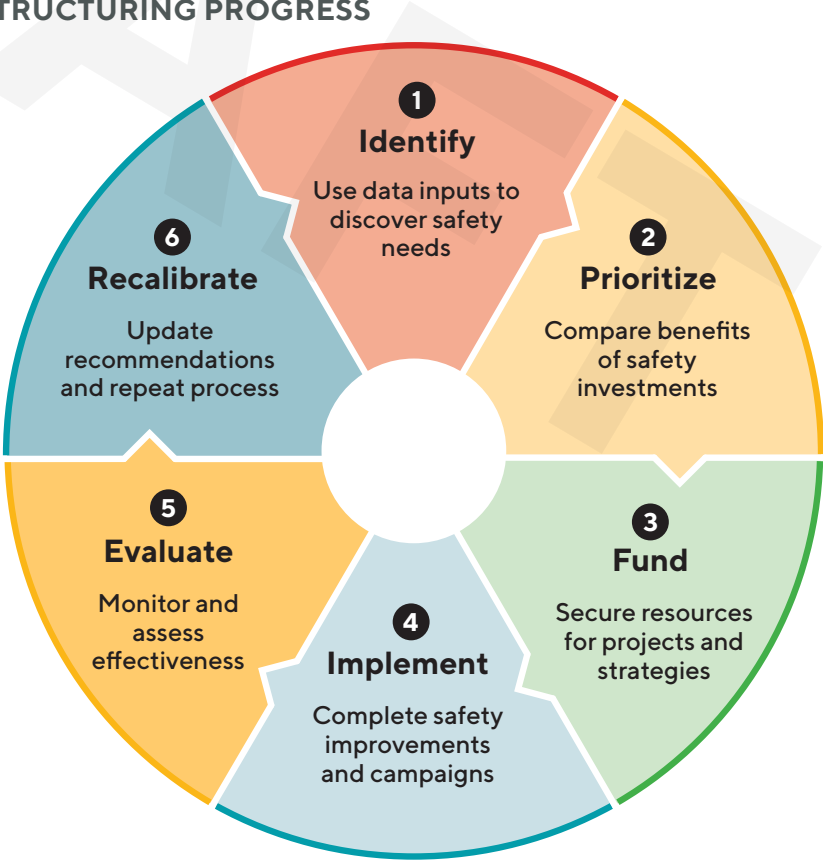 TRUCTURING PROGRESS
1
Identify
Use data inputs to
discover safety
needs
2
Prioritize
Compare benefits
of safety
investments
3
Fund
Secure resources
for projects and
strategies
4
Implement
Complete safety
improvements
and campaigns
5
Evaluate
Monitor and
assess
effectiveness
6
Recalibrate
Update
recommendations
and repeat process